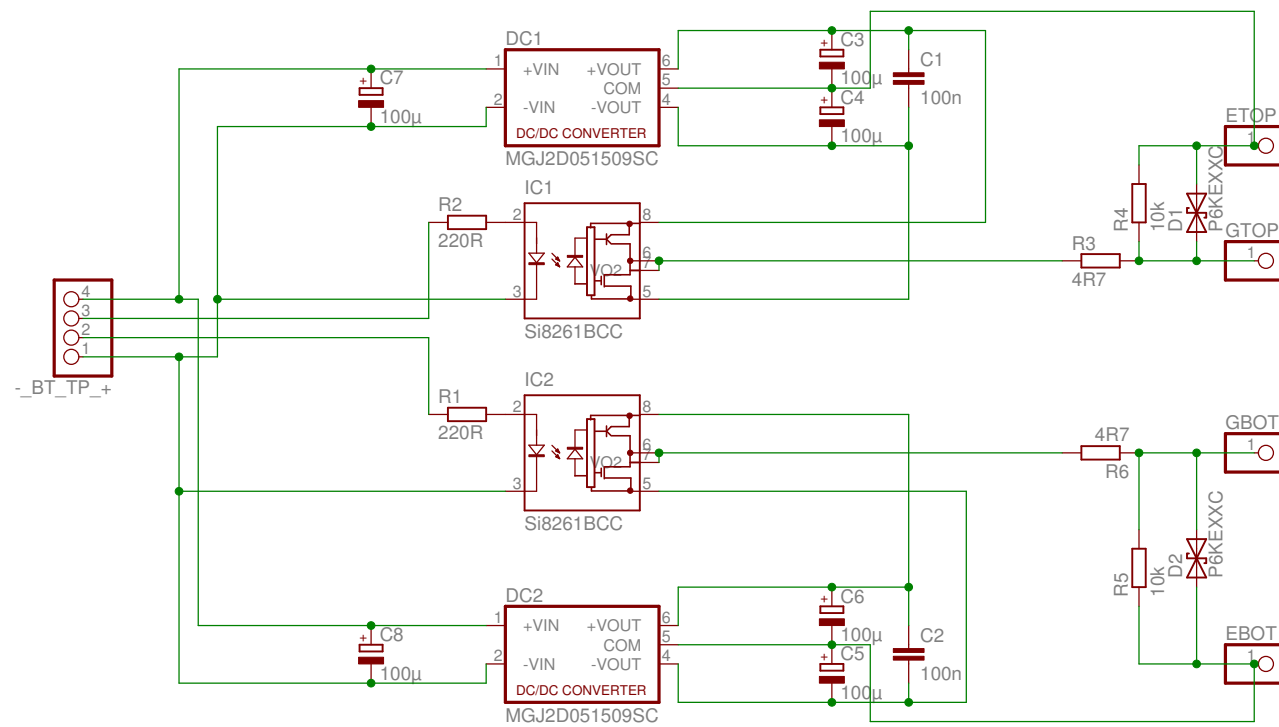 DC1
1 +VIN +VOUT 6
COM 5
2 -VIN -VOUT 4
DC/DC CONVERTER
MGJ2D051509SC
C7
+
100µ
C3
+
100µ
C4
+
100µ
C1
100n
ETOP
1
R4
10k
D1
P6KEXXC
GTOP
1
R3
4R7
IC1
R2
220R
2
3
8
6
7
VO2
5
Si8261BCC
4
3
2
1
-_BT_TP_+
IC2
R1
220R
2
3
8
6
7
VO2
5
Si8261BCC
4R7
R6
GBOT
1
R5
10k
D2
P6KEXXC
EBOT
1
DC2
1 +VIN +VOUT 6
COM 5
2 -VIN -VOUT 4
DC/DC CONVERTER
MGJ2D051509SC
C8
+
100µ
C6
+
100µ
C5
+
100µ
C2
100n